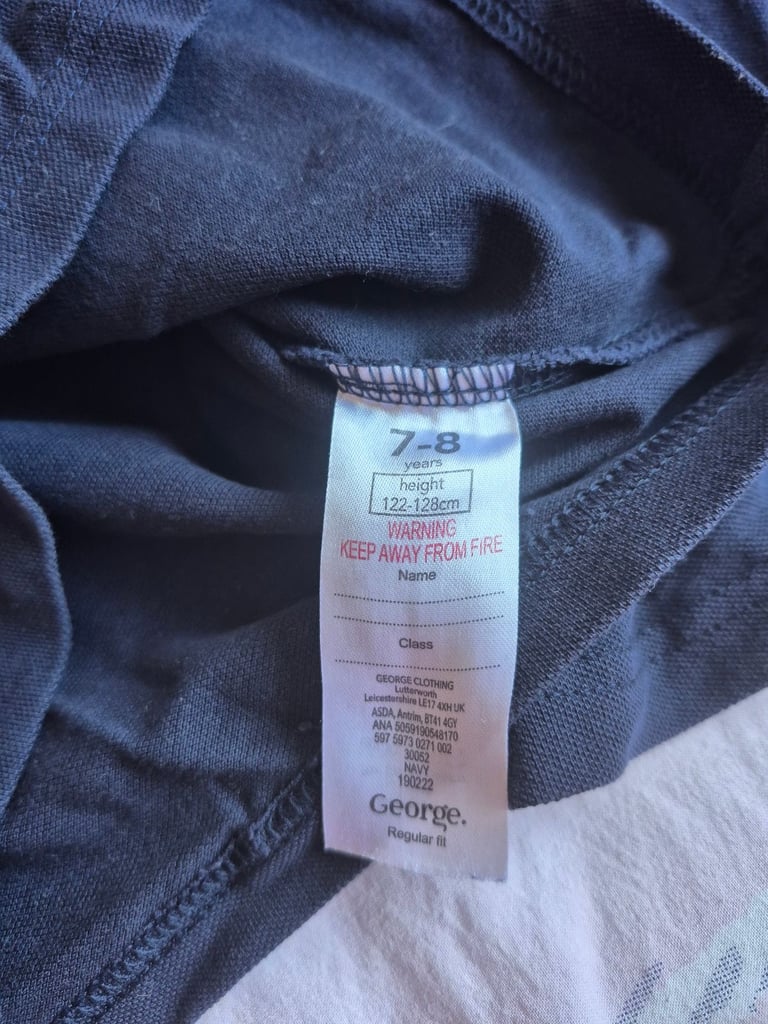 7-8
years
height
122-128cm
WARNING
KEEP AWAY FROM FIRE
Name
Class
GEORGE CLOTHING
Lutterworth
Leicestershire LE17 4XH UK
ASDA, Antrim, BT41 4GY
ANA 5059190648170
597 5973 0271 002
30052
NAVY
190222
George.
Regular fit